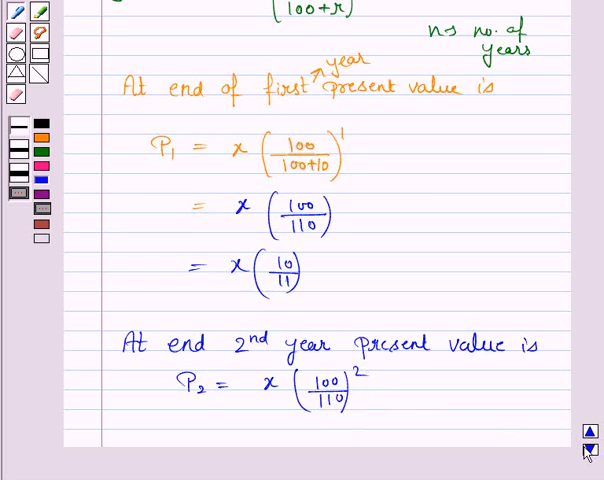 (100+r)
n → no. of
years
year
At end of first present value is
P₁ = x (100/100+10)¹
= x (100/110)
= x (10/11)
At end 2nd year present value is
P₂ = x (100/110)²